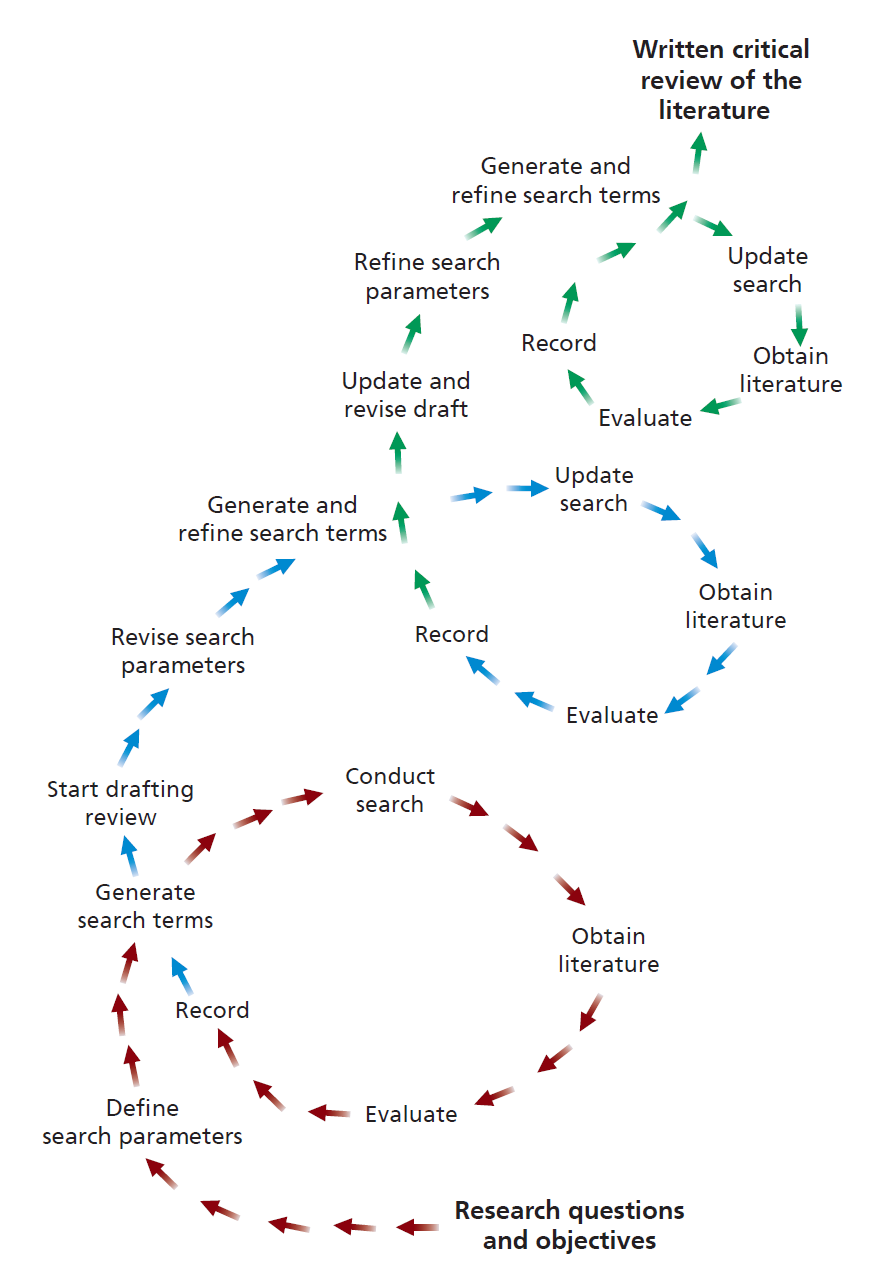 Written critical
review of the
literature
Generate and
refine search terms
Update
search
Refine search
parameters
Record
Obtain
literature
Update and
revise draft
Evaluate
Update
search
Generate and
refine search terms
Obtain
literature
Revise search
parameters
Record
Evaluate
Start drafting
review
Conduct
search
Generate
search terms
Obtain
literature
Record
Define
search parameters
Evaluate
Research questions
and objectives